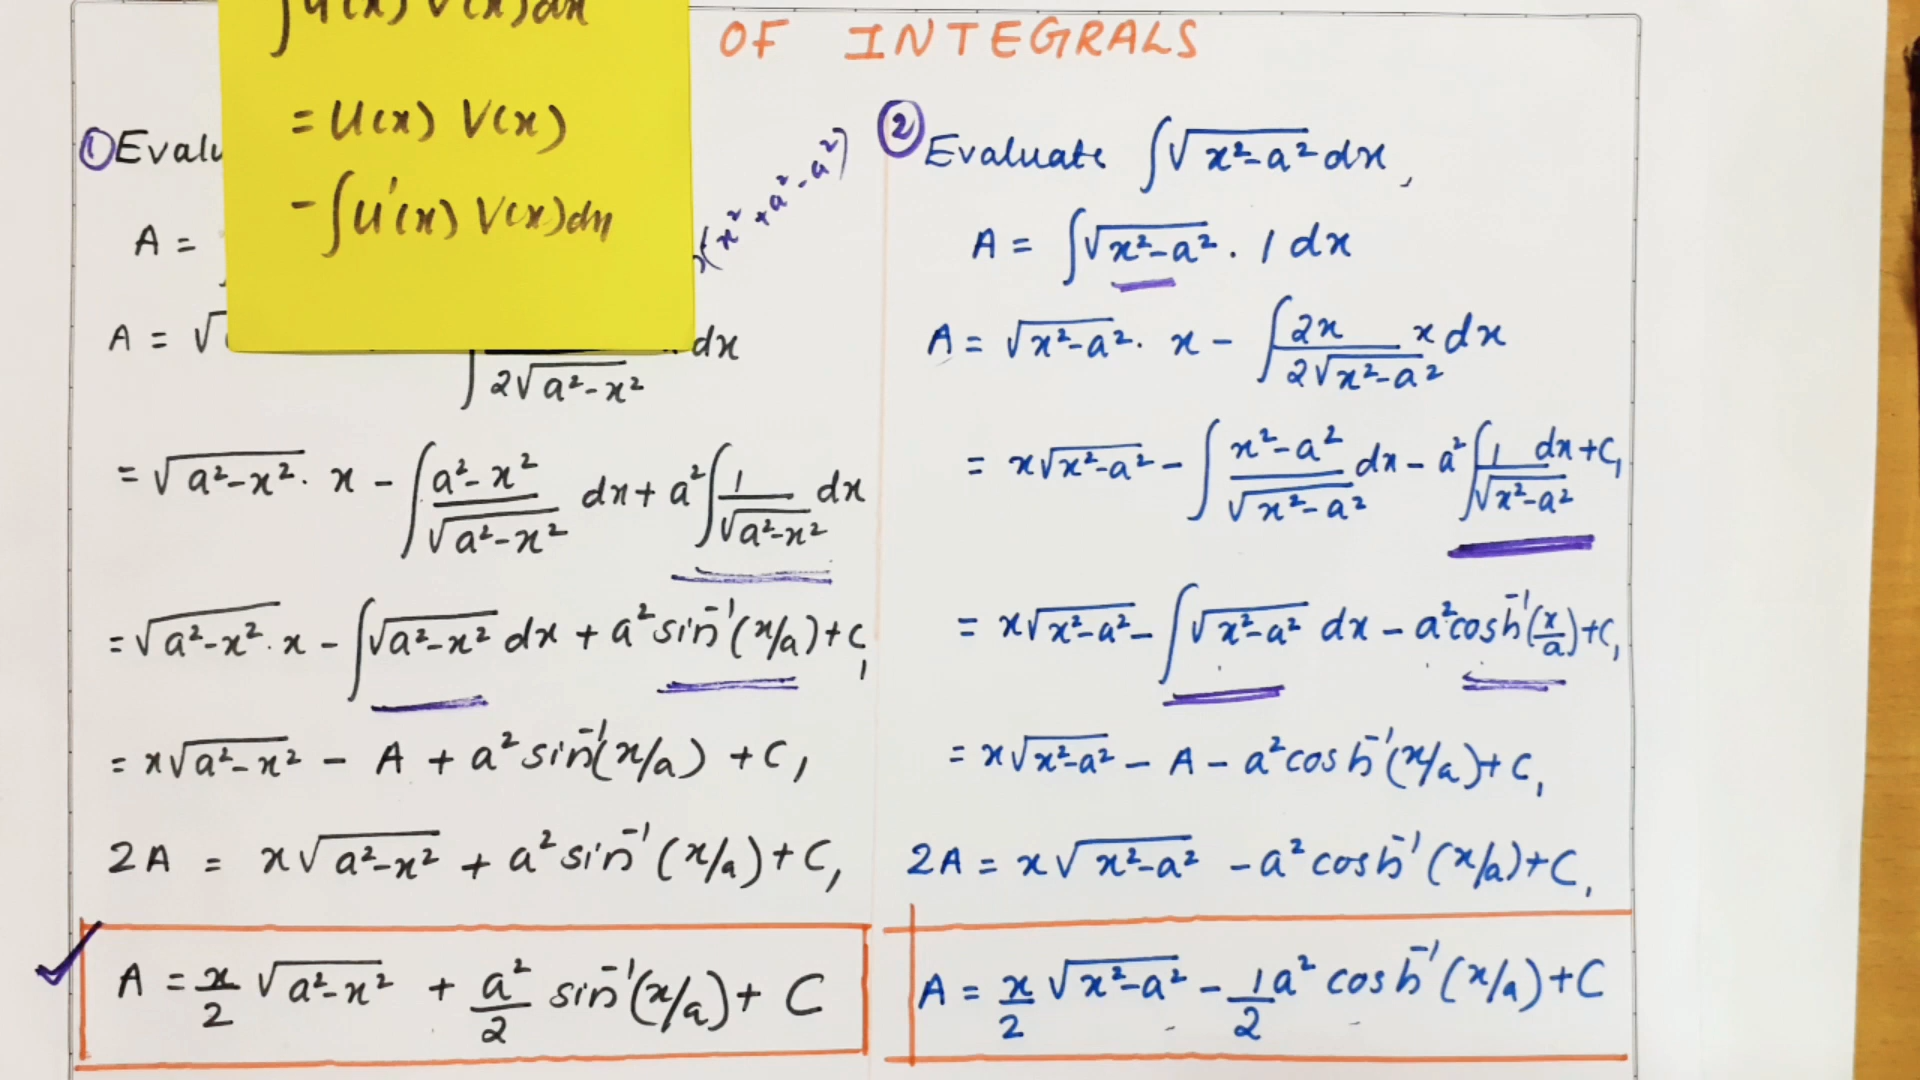 OF INTEGRALS
∫u(x) V(x)dx
= U(x) V(x)
- ∫u'(x) V(x)dx
① Evalu
A =
(x² + a² - a²)
A = √
dx
2√a²-x²
= √a²-x² · x - ∫ a²-x² / √a²-x² dx + a² ∫ 1 / √a²-x² dx
= √a²-x² · x - ∫√a²-x² dx + a² sin⁻¹(x/a) + C₁
= x√a²-x² - A + a² sin⁻¹(x/a) + C₁
2A = x√a²-x² + a² sin⁻¹(x/a) + C₁
A = x/2 √a²-x² + a²/2 sin⁻¹(x/a) + C
② Evaluate ∫√x²-a² dx,
A = ∫√x²-a² · 1 dx
A = √x²-a² · x - ∫ 2x / 2√x²-a² x dx
= x√x²-a² - ∫ x²-a² / √x²-a² dx - a² ∫ 1 / √x²-a² dx + C₁
= x√x²-a² - ∫√x²-a² dx - a² cosh⁻¹(x/a) + C₁
= x√x²-a² - A - a² cosh⁻¹(x/a) + C₁
2A = x√x²-a² - a² cosh⁻¹(x/a) + C₁
A = x/2 √x²-a² - 1/2 a² cosh⁻¹(x/a) + C